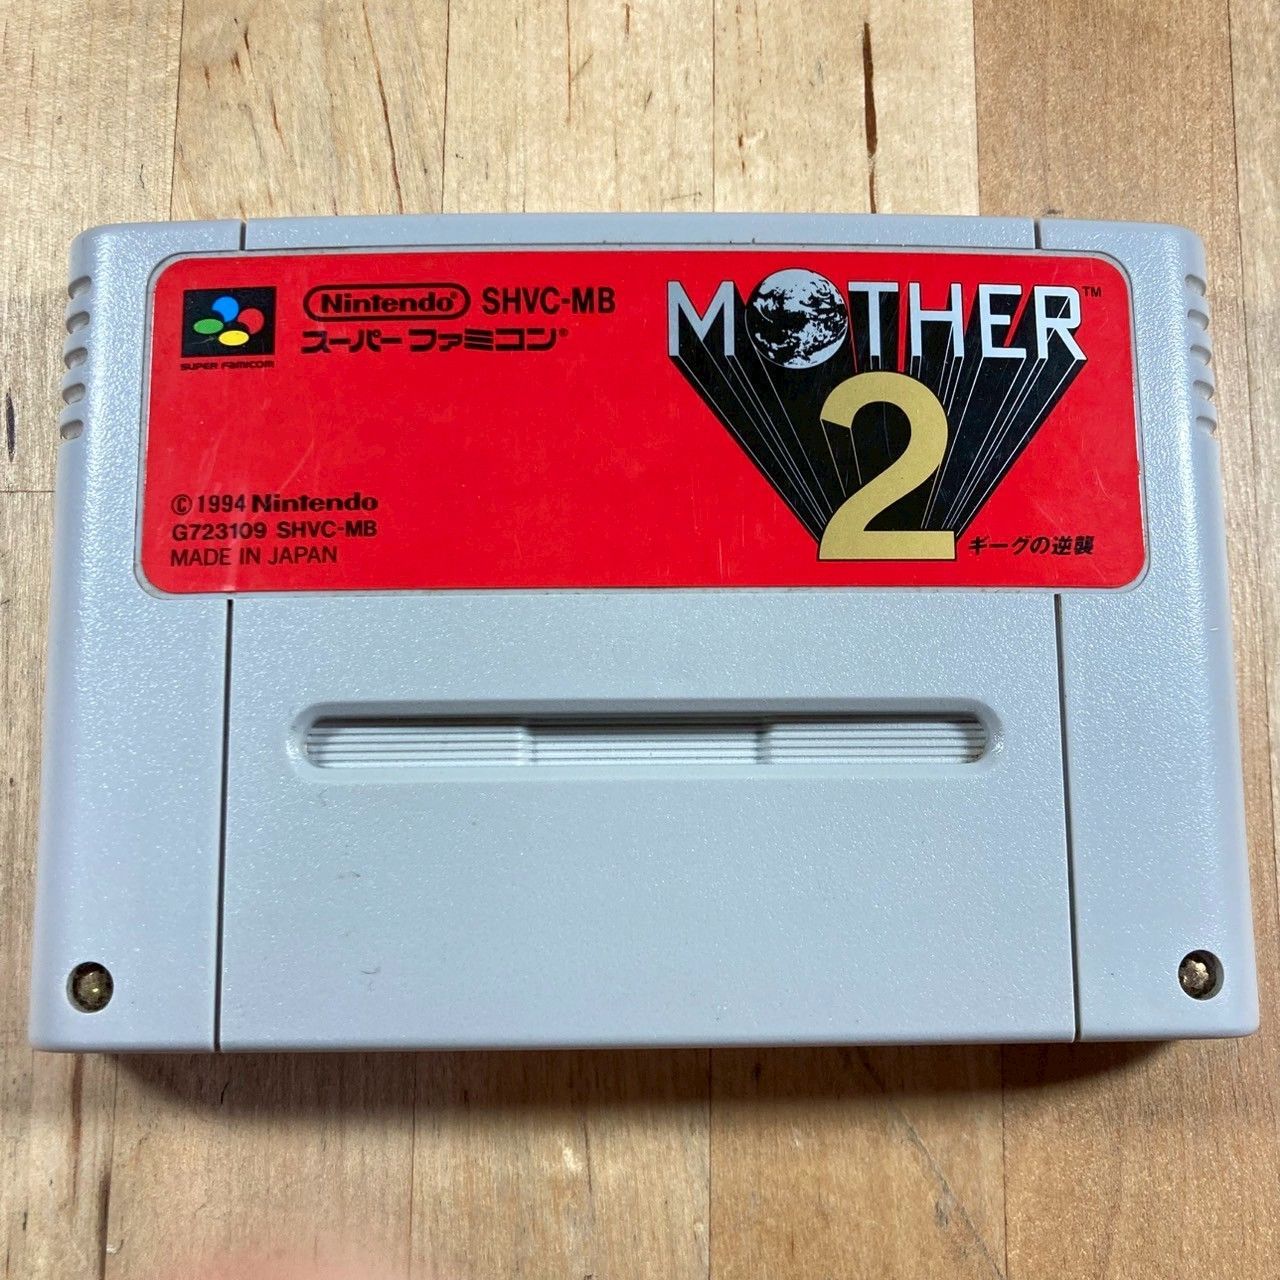 SUPER FAMICOM
Nintendo® SHVC-MB
スーパーファミコン®
MOTHER™
2
ギーグの逆襲
©1994 Nintendo
G723109 SHVC-MB
MADE IN JAPAN